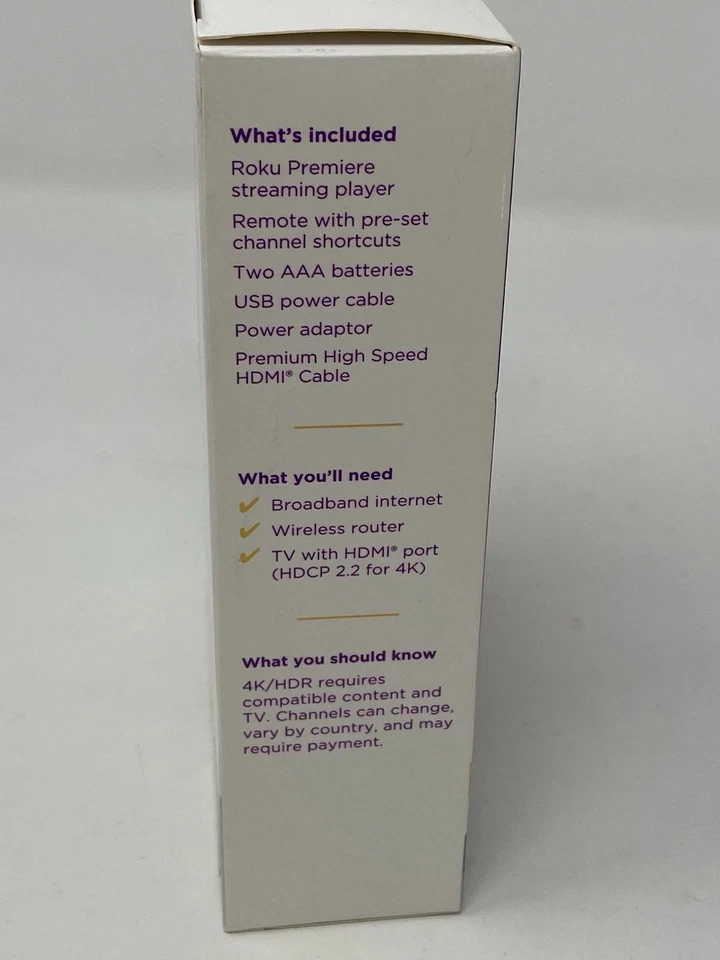 What's included
Roku Premiere
streaming player
Remote with pre-set
channel shortcuts
Two AAA batteries
USB power cable
Power adaptor
Premium High Speed
HDMI® Cable
What you'll need
Broadband internet
Wireless router
TV with HDMI® port
(HDCP 2.2 for 4K)
What you should know
4K/HDR requires
compatible content and
TV. Channels can change,
vary by country, and may
require payment.